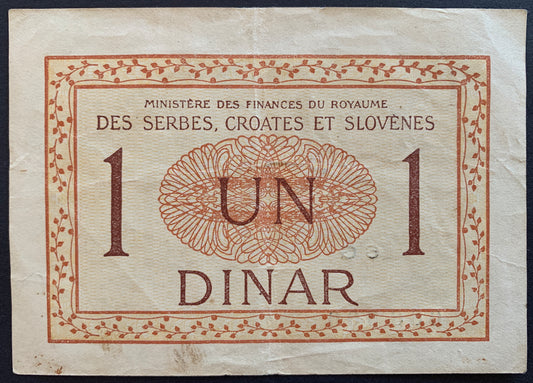 MINISTÈRE DES FINANCES DU ROYAUME
DES SERBES, CROATES ET SLOVÈNES
1 UN 1
DINAR